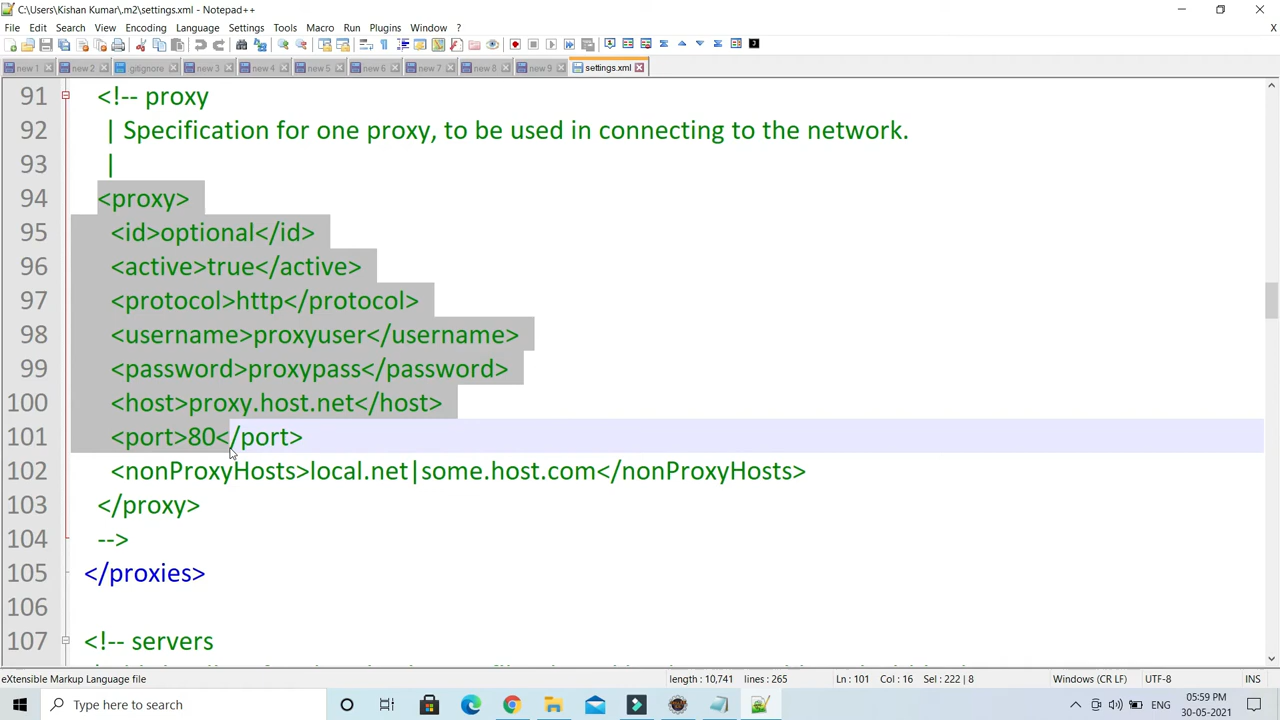 C:\Users\Kishan Kumar\.m2\settings.xml - Notepad++
File Edit Search View Encoding Language Settings Tools Macro Run Plugins Window ?
X
new 1 new 2 gitignore new 3 new 4 new 5 new 6 new 7 new 8 new 9 settings.xml
91 <!-- proxy
92 | Specification for one proxy, to be used in connecting to the network.
93 |
94 <proxy>
95 <id>optional</id>
96 <active>true</active>
97 <protocol>http</protocol>
98 <username>proxyuser</username>
99 <password>proxypass</password>
100 <host>proxy.host.net</host>
101 <port>80</port>
102 <nonProxyHosts>local.net|some.host.com</nonProxyHosts>
103 </proxy>
104 -->
105 </proxies>
106
107 <!-- servers
eXtensible Markup Language file length : 10,741 lines : 265 Ln : 101 Col : 16 Sel : 222 | 8 Windows (CR LF) UTF-8 INS
Type here to search
ENG
05:59 PM
30-05-2021